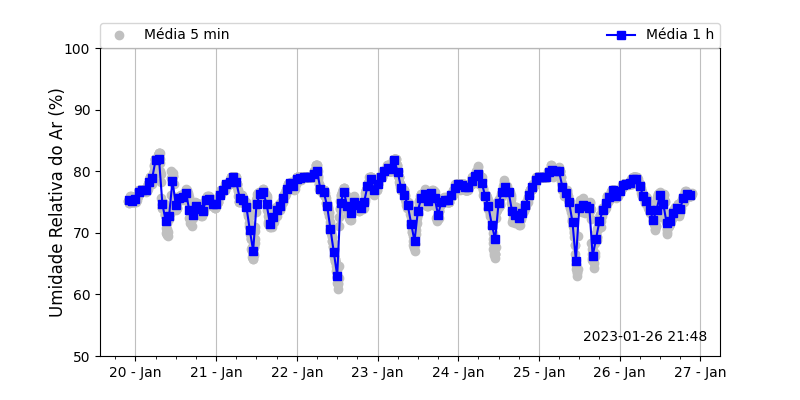 Média 5 min
Média 1 h
Umidade Relativa do Ar (%)
100
90
80
70
60
50
2023-01-26 21:48
20 - Jan
21 - Jan
22 - Jan
23 - Jan
24 - Jan
25 - Jan
26 - Jan
27 - Jan